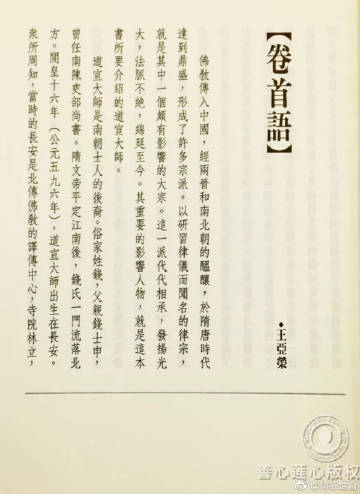 【卷首語】
•王亞榮
佛教傳入中國，經兩晉和南北朝的醞釀，於隋唐時代
達到鼎盛，形成了許多宗派。以研習律儀而聞名的律宗，
就是其中一個頗有影響的大宗。這一派代代相承，發揚光
大，法脈不絕，綿延至今。其重要的影響人物，就是這本
書所要介紹的道宣大師。
道宣大師是南朝士人的後裔。俗家姓錢，父親錢士申，
曾任南陳吏部尚書。隋文帝平定江南後，錢氏一門流落北
方。開皇十六年（公元五九六年），道宣大師出生在長安。
衆所周知，當時的長安是北傳佛教的譯傳中心，寺院林立，
善心蓮心版权